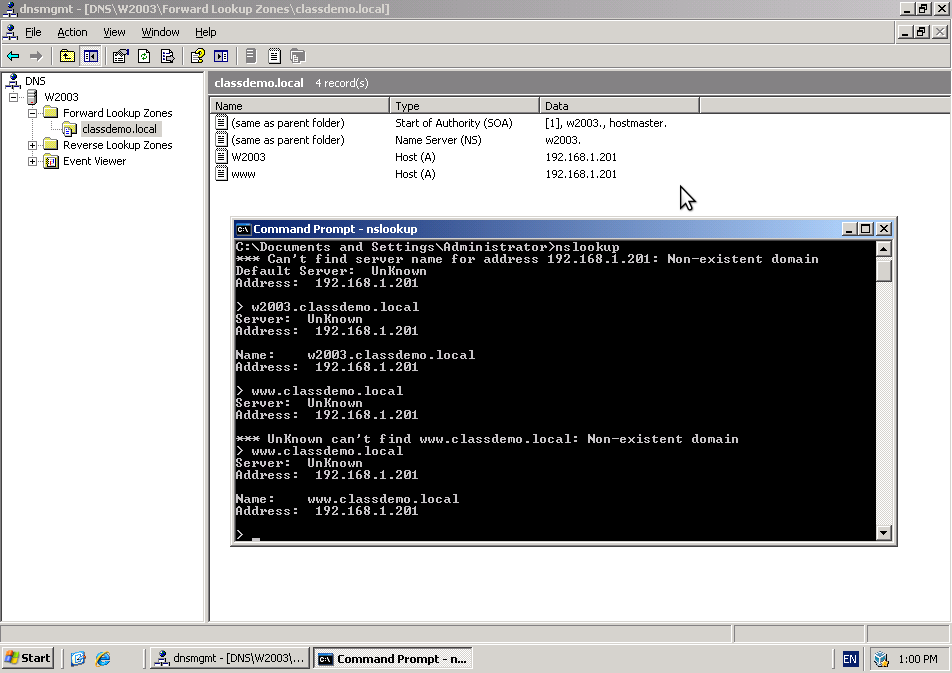 dnsmgmt - [DNS\W2003\Forward Lookup Zones\classdemo.local]
File Action View Window Help
DNS
W2003
Forward Lookup Zones
classdemo.local
Reverse Lookup Zones
Event Viewer
classdemo.local 4 record(s)
Name Type Data
(same as parent folder) Start of Authority (SOA) [1], w2003., hostmaster.
(same as parent folder) Name Server (NS) w2003.
W2003 Host (A) 192.168.1.201
www Host (A) 192.168.1.201
Command Prompt - nslookup
C:\Documents and Settings\Administrator>nslookup
*** Can't find server name for address 192.168.1.201: Non-existent domain
Default Server:  UnKnown
Address:  192.168.1.201
> w2003.classdemo.local
Server:  UnKnown
Address:  192.168.1.201
Name:    w2003.classdemo.local
Address:  192.168.1.201
> www.classdemo.local
Server:  UnKnown
Address:  192.168.1.201
*** UnKnown can't find www.classdemo.local: Non-existent domain
> www.classdemo.local
Server:  UnKnown
Address:  192.168.1.201
Name:    www.classdemo.local
Address:  192.168.1.201
> _
Start dnsmgmt - [DNS\W2003\... Command Prompt - n... EN 1:00 PM